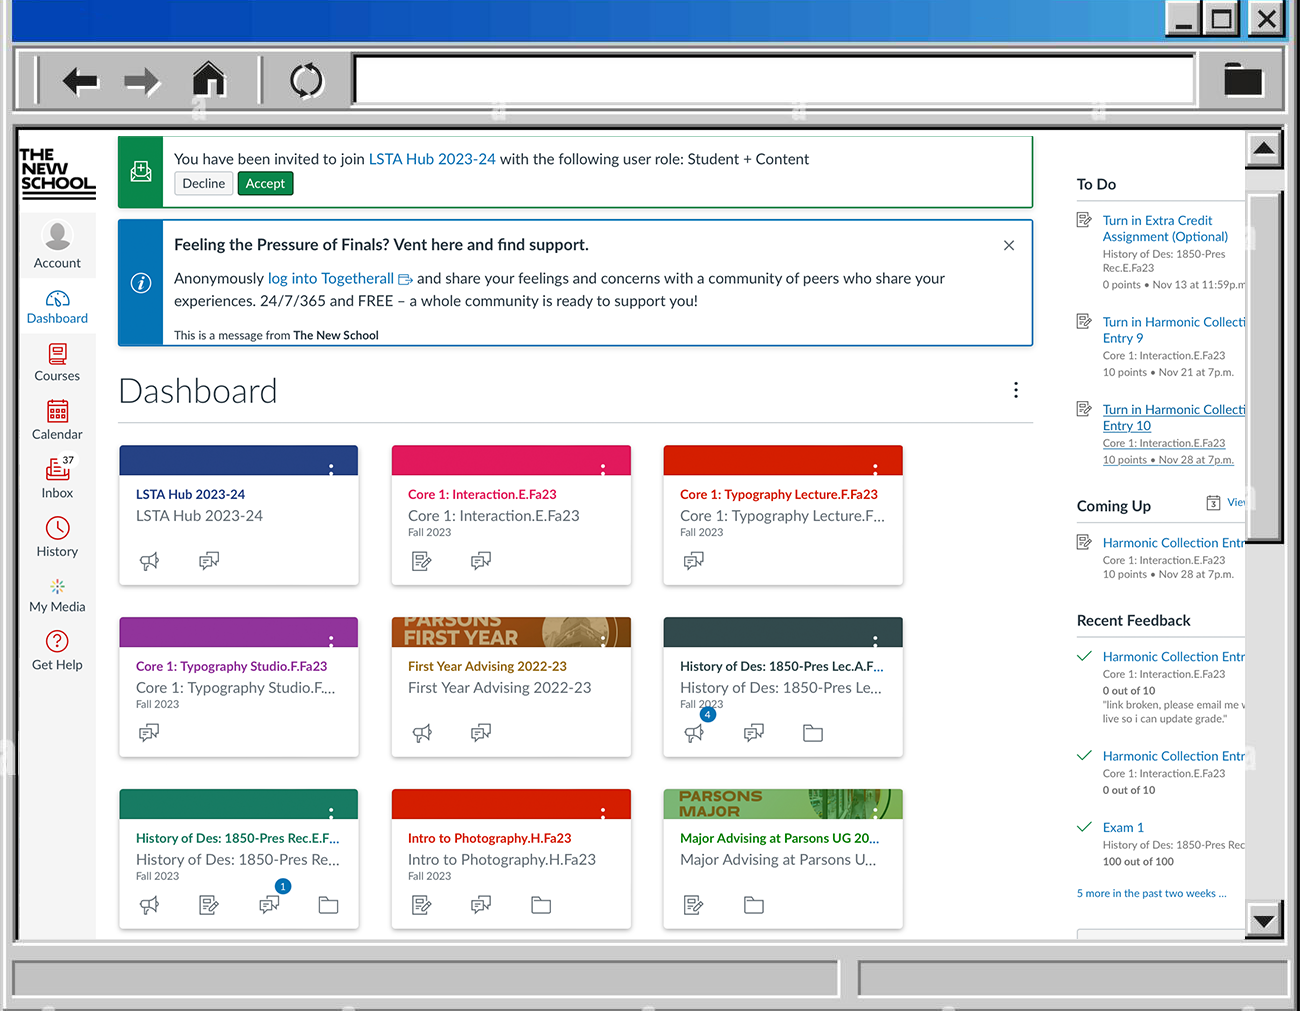 THE
NEW
SCHOOL
Account
Dashboard
Courses
Calendar
37
Inbox
History
My Media
Get Help
You have been invited to join LSTA Hub 2023-24 with the following user role: Student + Content
Decline
Accept
Feeling the Pressure of Finals? Vent here and find support.
Anonymously log into Togetherall and share your feelings and concerns with a community of peers who share your
experiences. 24/7/365 and FREE – a whole community is ready to support you!
This is a message from The New School
Dashboard
LSTA Hub 2023-24
LSTA Hub 2023-24
Core 1: Interaction.E.Fa23
Core 1: Interaction.E.Fa23
Fall 2023
Core 1: Typography Lecture.F.Fa23
Core 1: Typography Lecture.F...
Fall 2023
Core 1: Typography Studio.F.Fa23
Core 1: Typography Studio.F....
Fall 2023
PARSONS
FIRST YEAR
First Year Advising 2022-23
First Year Advising 2022-23
History of Des: 1850-Pres Lec.A.F...
History of Des: 1850-Pres Le...
Fall 2023
4
History of Des: 1850-Pres Rec.E.F...
History of Des: 1850-Pres Re...
Fall 2023
1
Intro to Photography.H.Fa23
Intro to Photography.H.Fa23
Fall 2023
PARSONS
MAJOR
Major Advising at Parsons UG 20...
Major Advising at Parsons U...
To Do
Turn in Extra Credit
Assignment (Optional)
History of Des: 1850-Pres
Rec.E.Fa23
0 points • Nov 13 at 11:59p.m
Turn in Harmonic Collecti
Entry 9
Core 1: Interaction.E.Fa23
10 points • Nov 21 at 7p.m.
Turn in Harmonic Collecti
Entry 10
Core 1: Interaction.E.Fa23
10 points • Nov 28 at 7p.m.
Coming Up
3
View
Harmonic Collection Entr
Core 1: Interaction.E.Fa23
10 points • Nov 28 at 7p.m.
Recent Feedback
Harmonic Collection Entr
Core 1: Interaction.E.Fa23
0 out of 10
"link broken, please email me w
live so i can update grade."
Harmonic Collection Entr
Core 1: Interaction.E.Fa23
0 out of 10
Exam 1
History of Des: 1850-Pres Rec
100 out of 100
5 more in the past two weeks ...